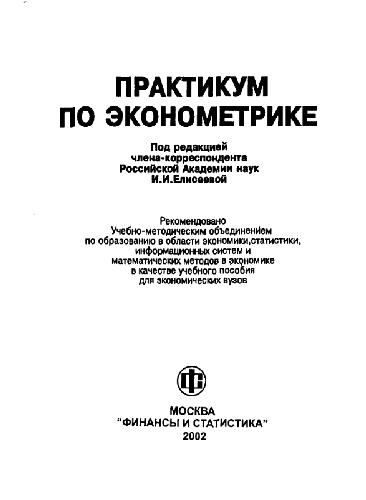 ПРАКТИКУМ
ПО ЭКОНОМЕТРИКЕ
Под редакцией
члена-корреспондента
Российской Академии наук
И.И.Елисеевой
Рекомендовано
Учебно-методическим объединением
по образованию в области экономики,статистики,
информационных систем и
математических методов в экономике
в качестве учебного пособия
для экономических вузов
МОСКВА
"ФИНАНСЫ И СТАТИСТИКА"
2002